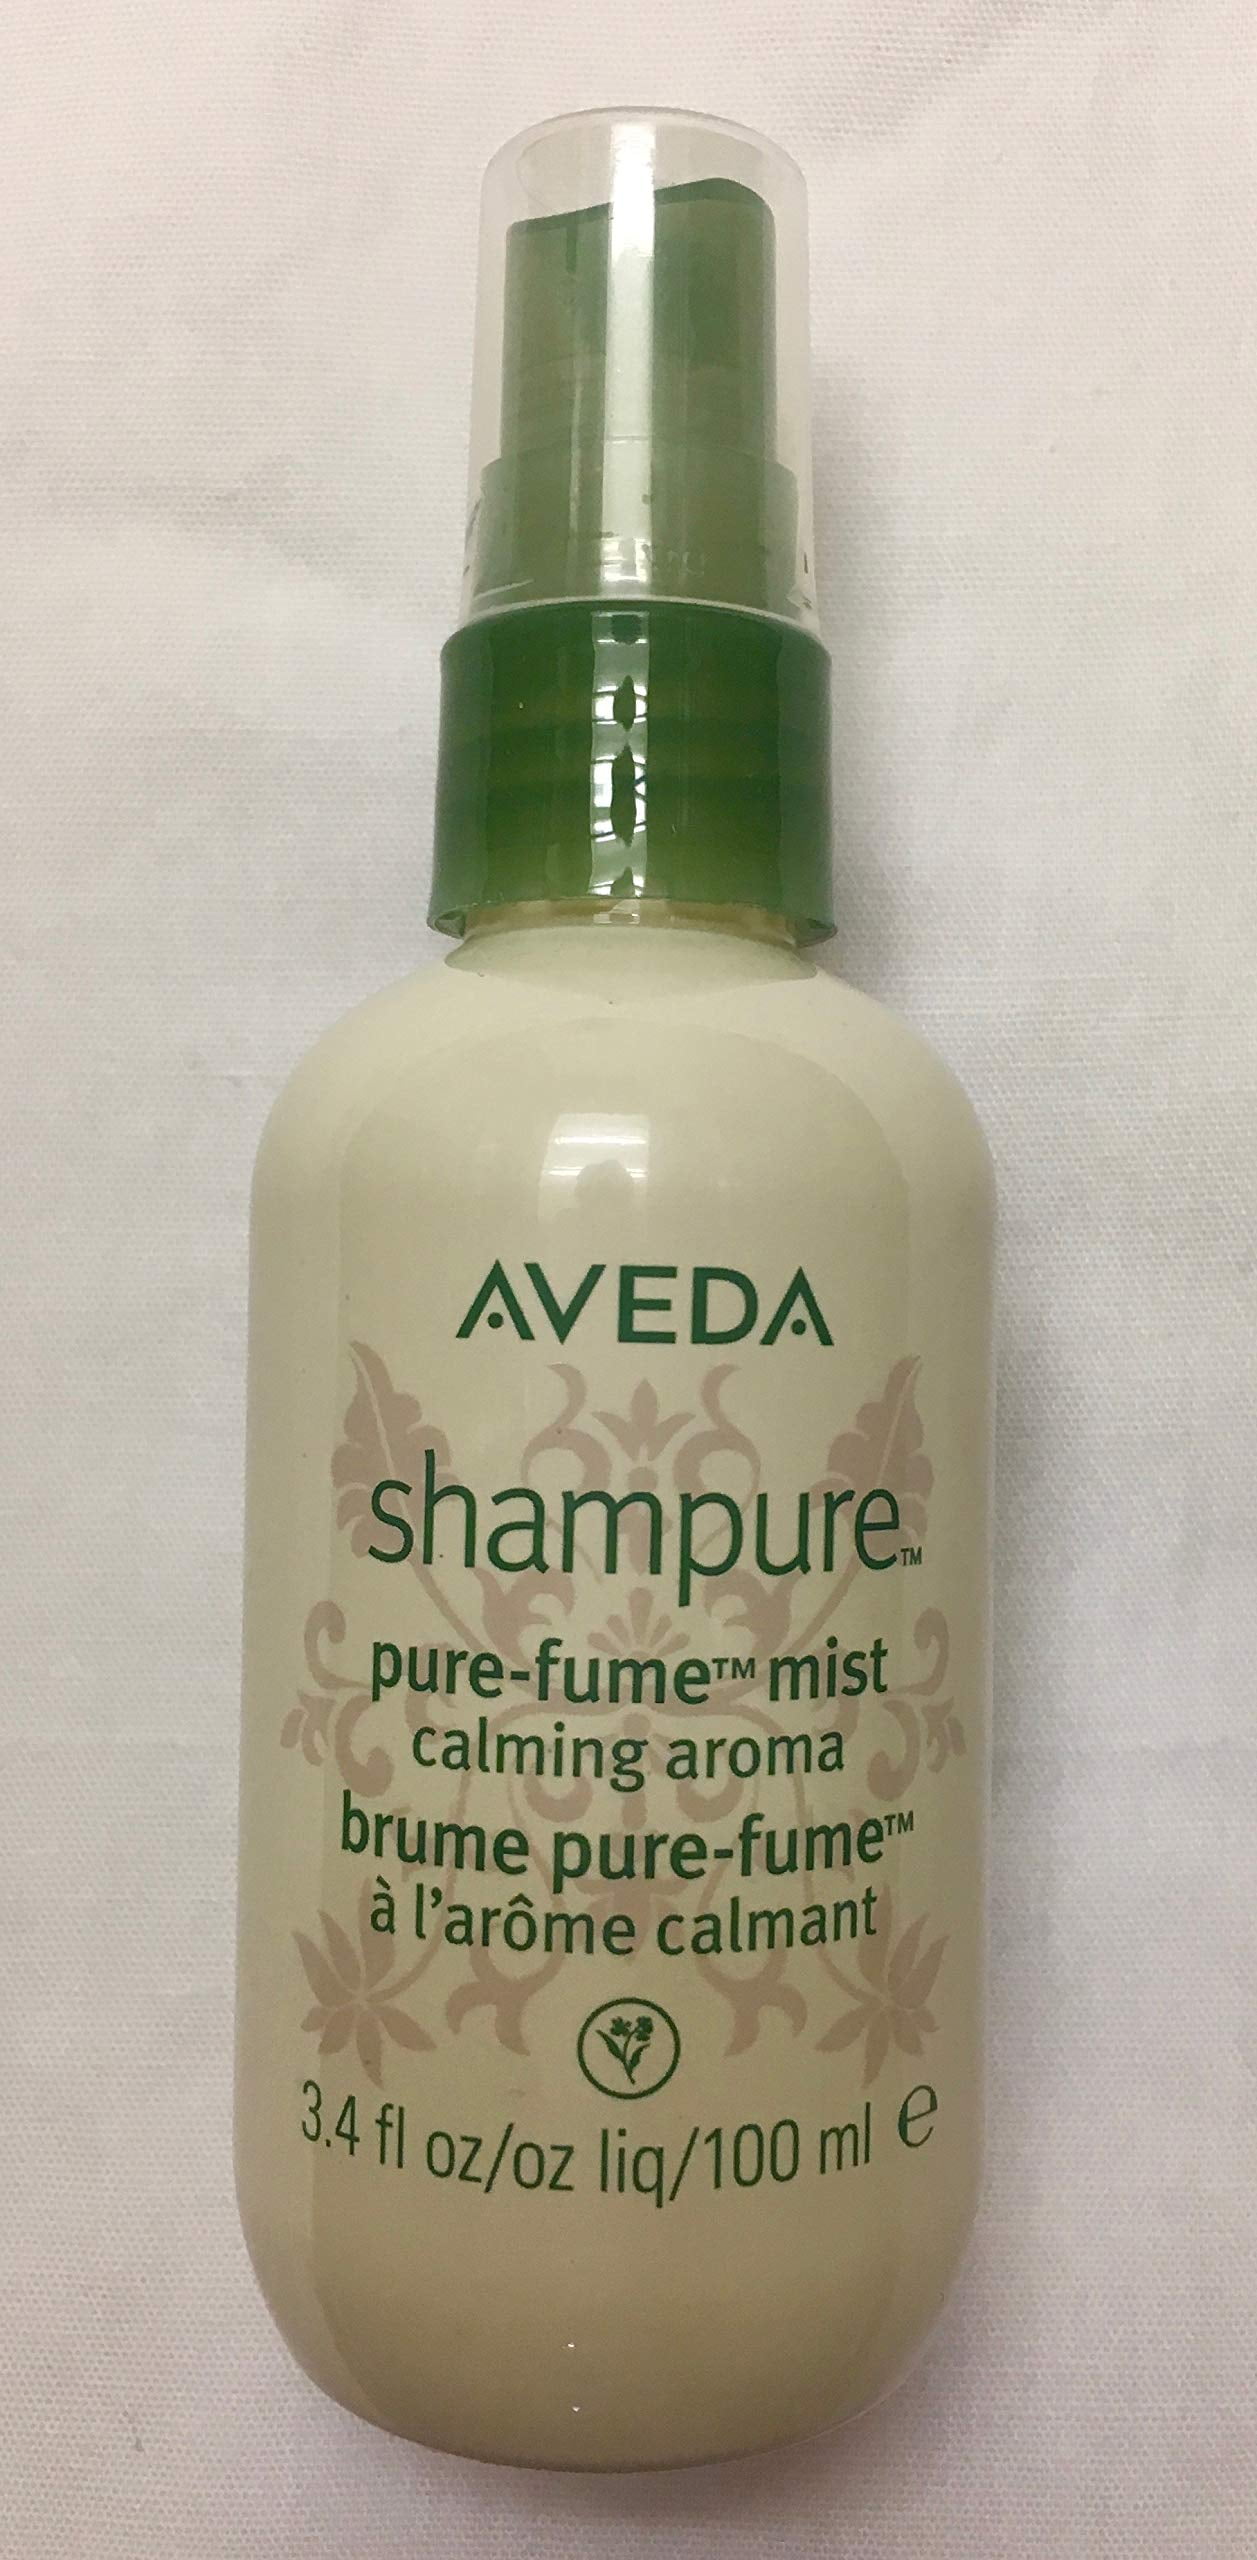 AVEDA
shampure™
pure-fume™ mist
calming aroma
brume pure-fume™
à l'arôme calmant
3.4 fl oz/oz liq/100 ml ℮